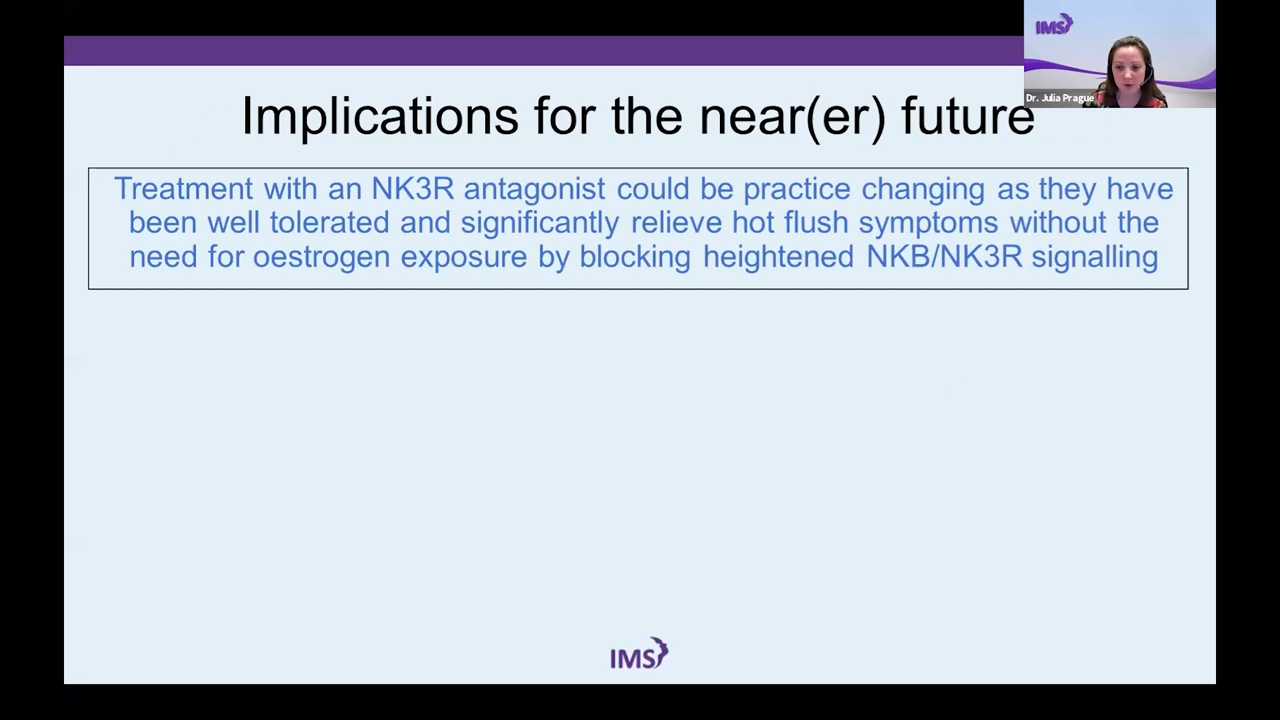 IMS
Dr. Julia Prague
Implications for the near(er) future
Treatment with an NK3R antagonist could be practice changing as they have
been well tolerated and significantly relieve hot flush symptoms without the
need for oestrogen exposure by blocking heightened NKB/NK3R signalling
IMS